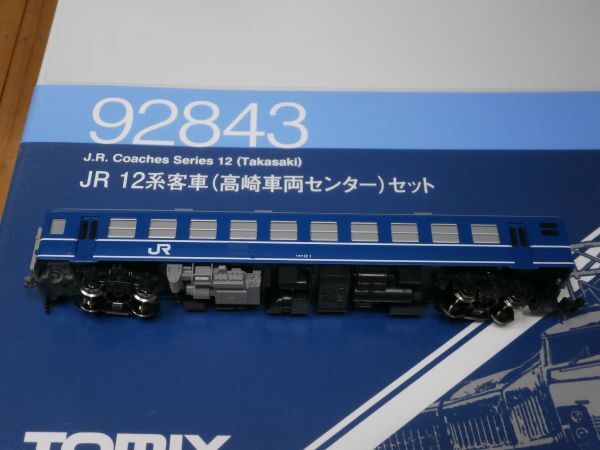 92843
J.R. Coaches Series 12 (Takasaki)
JR 12系客車(高崎車両センター)セット
JR
TOMIX